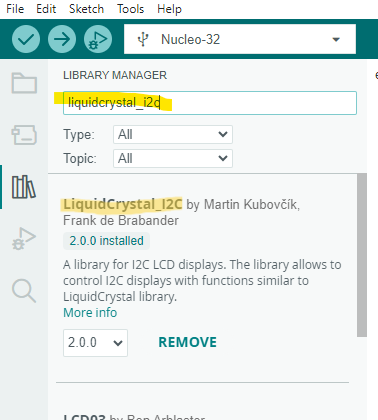 File Edit Sketch Tools Help
Nucleo-32
LIBRARY MANAGER
liquidcrystal_i2c
Type: All
Topic: All
LiquidCrystal_I2C by Martin Kubovčík,
Frank de Brabander
2.0.0 installed
A library for I2C LCD displays. The library allows to
control I2C displays with functions similar to
LiquidCrystal library.
More info
2.0.0 REMOVE
LCD03 by Ben Arblaster